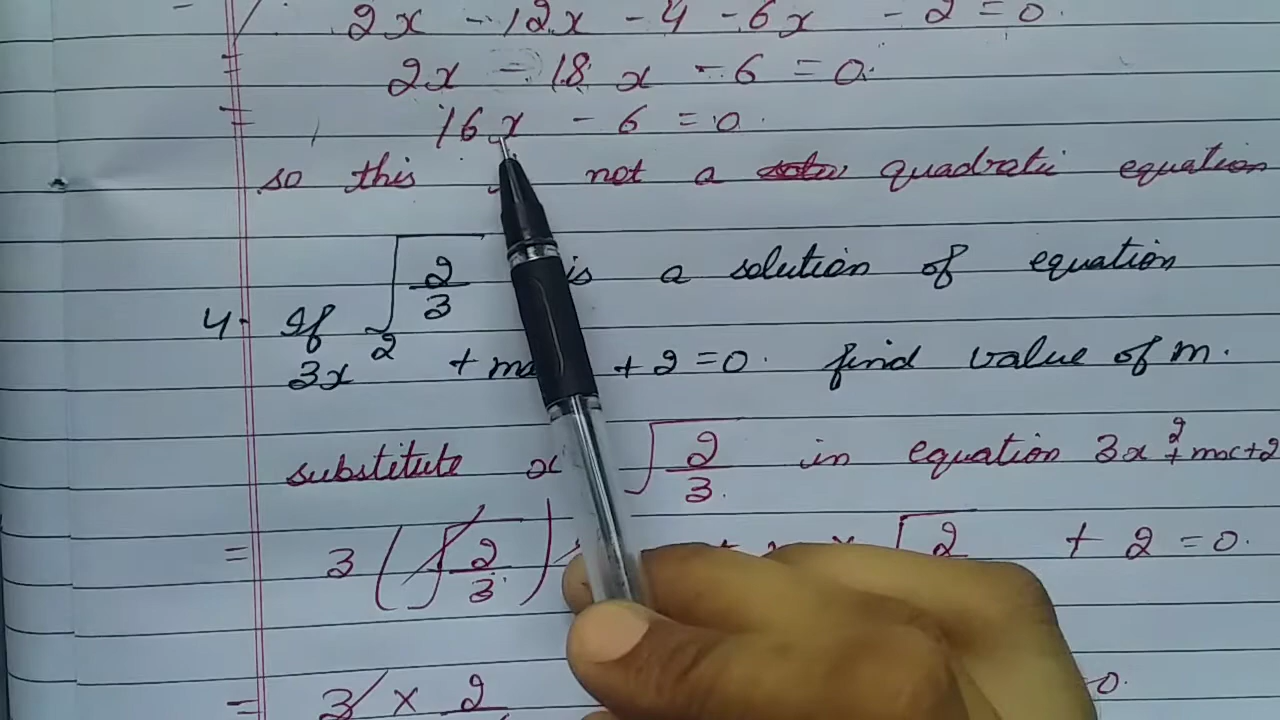 2x - 12x - 4 - 6x - 2 = 0.
= 2x - 18x - 6 = 0.
= 16x - 6 = 0.
so this not a quadratic equation
4. If √2/3 is a solution of equation
3x² + m + 2 = 0. find value of m.
substitute x √2/3 in equation 3x² + mx + 2
= 3 (√2/3) √2 + 2 = 0.
= 3 × 2 0.